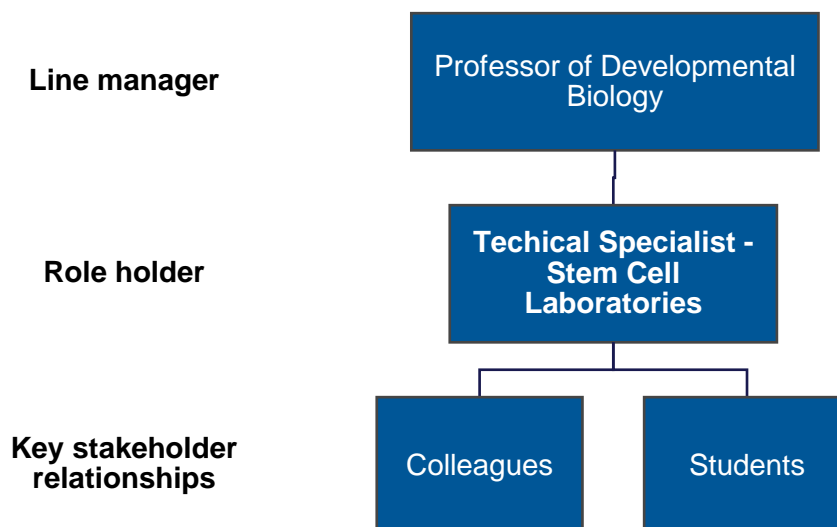 Line manager
Professor of Developmental
Biology
Role holder
Techical Specialist -
Stem Cell
Laboratories
Key stakeholder
relationships
Colleagues
Students